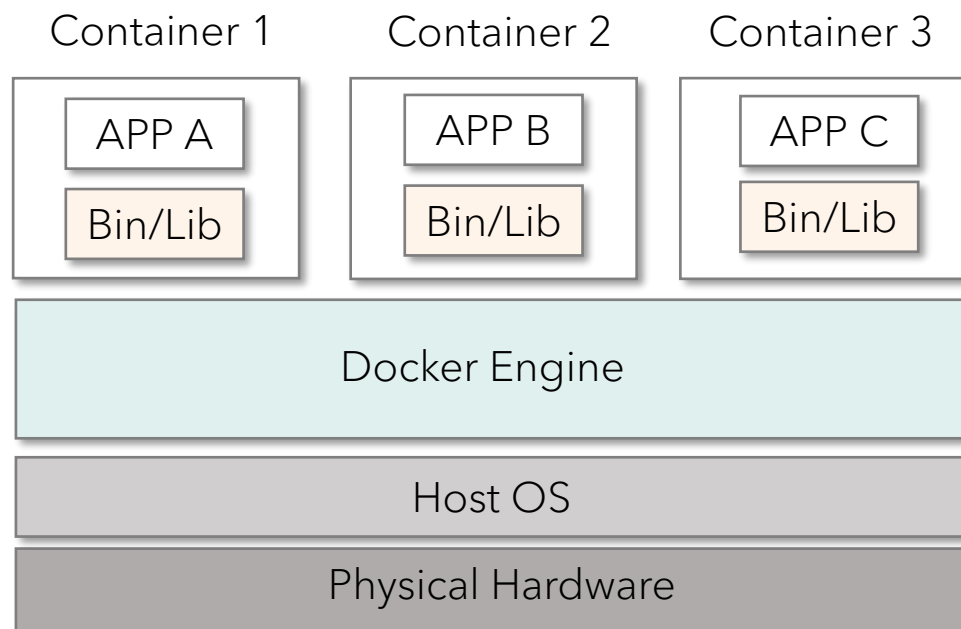 Container 1
Container 2
Container 3
APP A
APP B
APP C
Bin/Lib
Bin/Lib
Bin/Lib
Docker Engine
Host OS
Physical Hardware